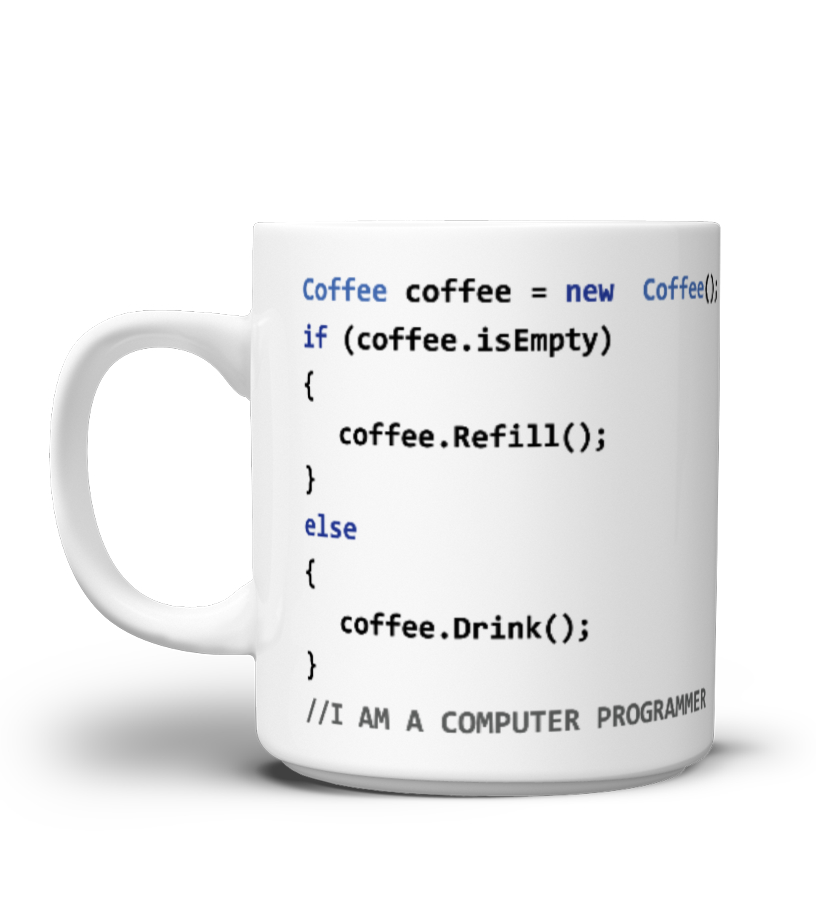 Coffee coffee = new Coffee();
if (coffee.isEmpty)
{
coffee.Refill();
}
else
{
coffee.Drink();
}
//I AM A COMPUTER PROGRAMMER